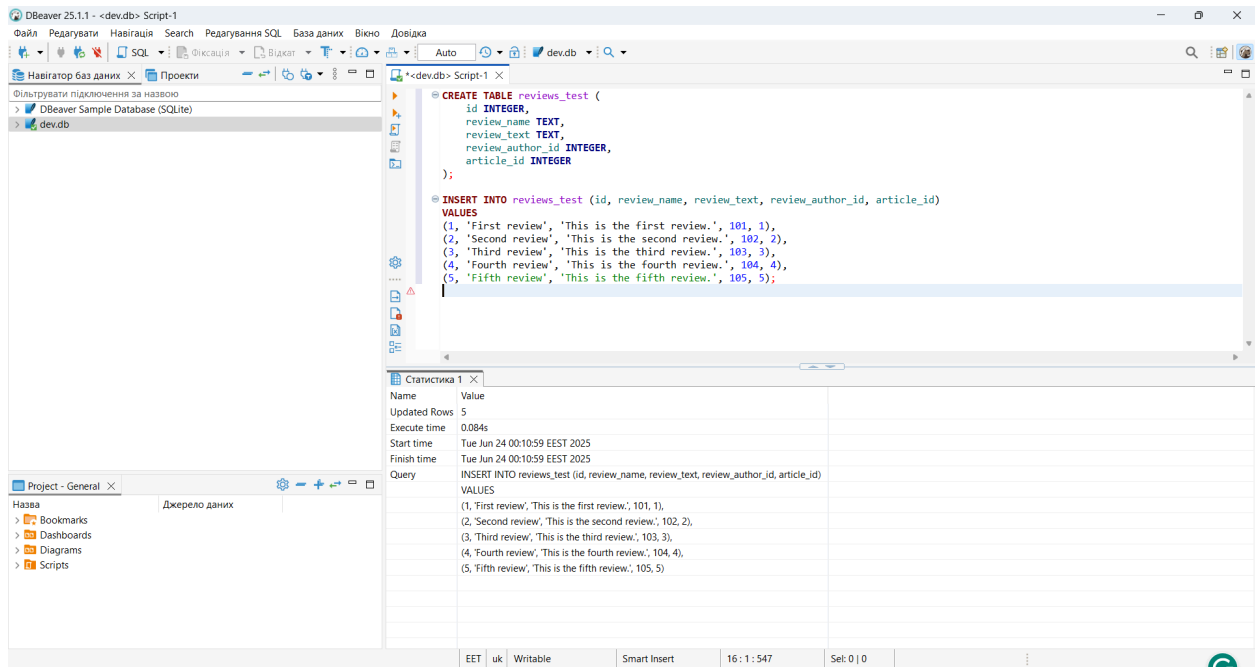 DBeaver 25.1.1 - <dev.db> Script-1
Файл Редагувати Навігація Search Редагування SQL База даних Вікно Довідка
SQL Фіксація Відкат Auto dev.db
Навігатор баз даних Проекти
Фільтрувати підключення за назвою
DBeaver Sample Database (SQLite)
dev.db
*<dev.db> Script-1
CREATE TABLE reviews_test (
id INTEGER,
review_name TEXT,
review_text TEXT,
review_author_id INTEGER,
article_id INTEGER
);
INSERT INTO reviews_test (id, review_name, review_text, review_author_id, article_id)
VALUES
(1, 'First review', 'This is the first review.', 101, 1),
(2, 'Second review', 'This is the second review.', 102, 2),
(3, 'Third review', 'This is the third review.', 103, 3),
(4, 'Fourth review', 'This is the fourth review.', 104, 4),
(5, 'Fifth review', 'This is the fifth review.', 105, 5);
Статистика 1
Name Value
Updated Rows 5
Execute time 0.084s
Start time Tue Jun 24 00:10:59 EEST 2025
Finish time Tue Jun 24 00:10:59 EEST 2025
Query INSERT INTO reviews_test (id, review_name, review_text, review_author_id, article_id)
VALUES
(1, 'First review', 'This is the first review.', 101, 1),
(2, 'Second review', 'This is the second review.', 102, 2),
(3, 'Third review', 'This is the third review.', 103, 3),
(4, 'Fourth review', 'This is the fourth review.', 104, 4),
(5, 'Fifth review', 'This is the fifth review.', 105, 5)
Project - General
Назва Джерело даних
Bookmarks
Dashboards
Diagrams
Scripts
EET uk Writable Smart Insert 16 : 1 : 547 Sel: 0 | 0